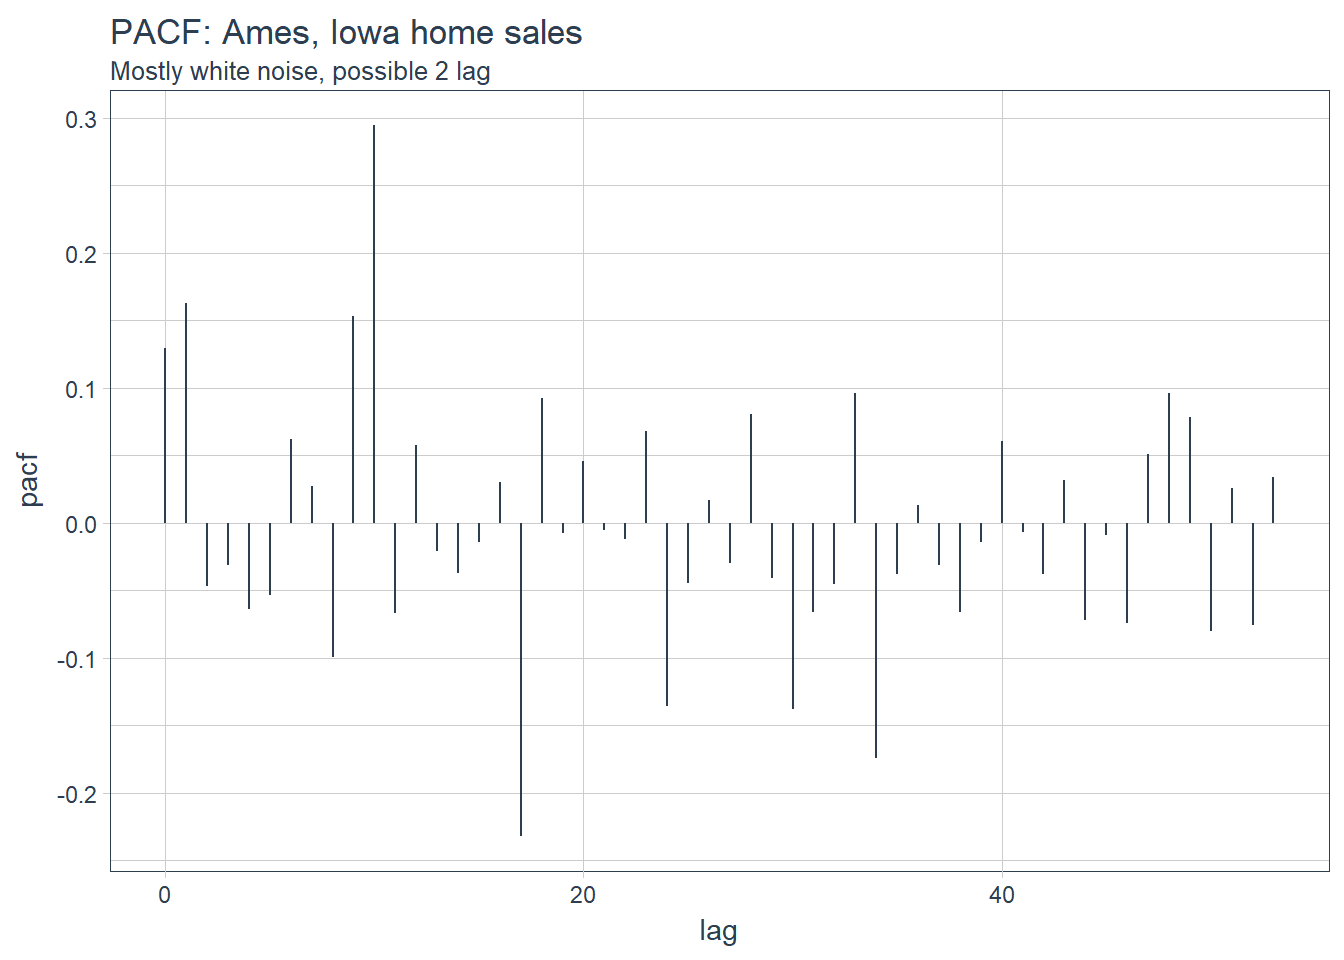 PACF: Ames, Iowa home sales
Mostly white noise, possible 2 lag
0.3
0.2
0.1
0.0
-0.1
-0.2
pacf
0 20 40
lag